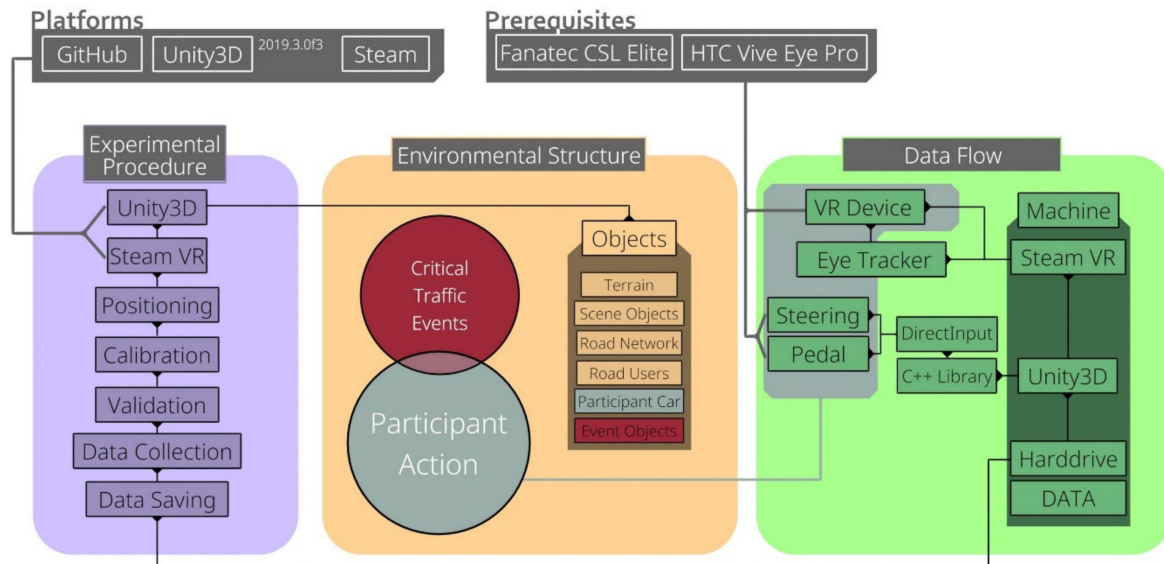 Platforms
GitHub
Unity3D
2019.3.0f3
Steam
Prerequisites
Fanatec CSL Elite
HTC Vive Eye Pro
Experimental
Procedure
Unity3D
Steam VR
Positioning
Calibration
Validation
Data Collection
Data Saving
Environmental Structure
Critical
Traffic
Events
Participant
Action
Objects
Terrain
Scene Objects
Road Network
Road Users
Participant Car
Event Objects
Data Flow
VR Device
Eye Tracker
Steering
Pedal
DirectInput
C++ Library
Machine
Steam VR
Unity3D
Harddrive
DATA